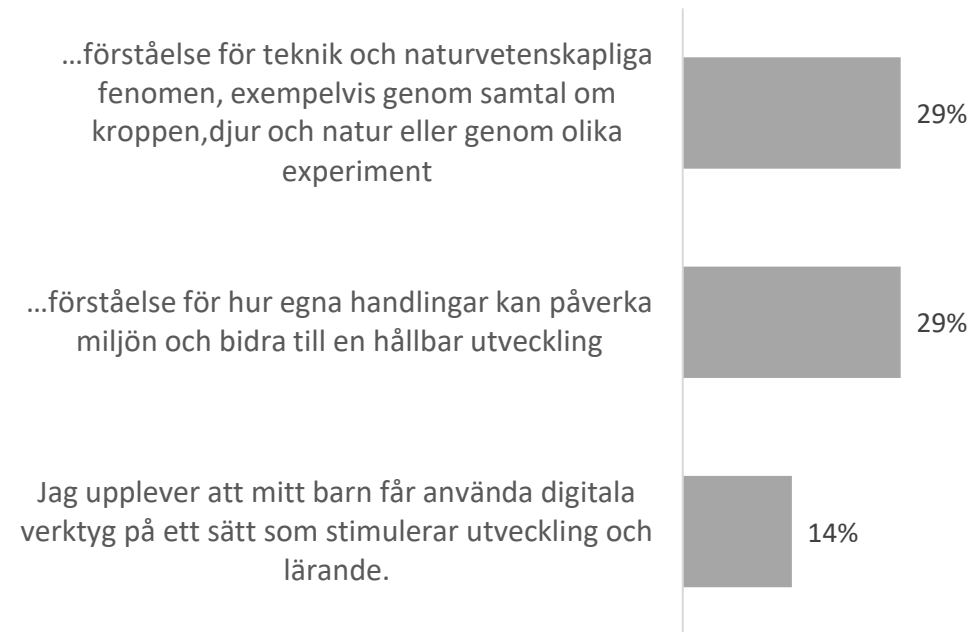 ...förståelse för teknik och naturvetenskapliga
fenomen, exempelvis genom samtal om
kroppen,djur och natur eller genom olika
experiment
29%
...förståelse för hur egna handlingar kan påverka
miljön och bidra till en hållbar utveckling
29%
Jag upplever att mitt barn får använda digitala
verktyg på ett sätt som stimulerar utveckling och
lärande.
14%